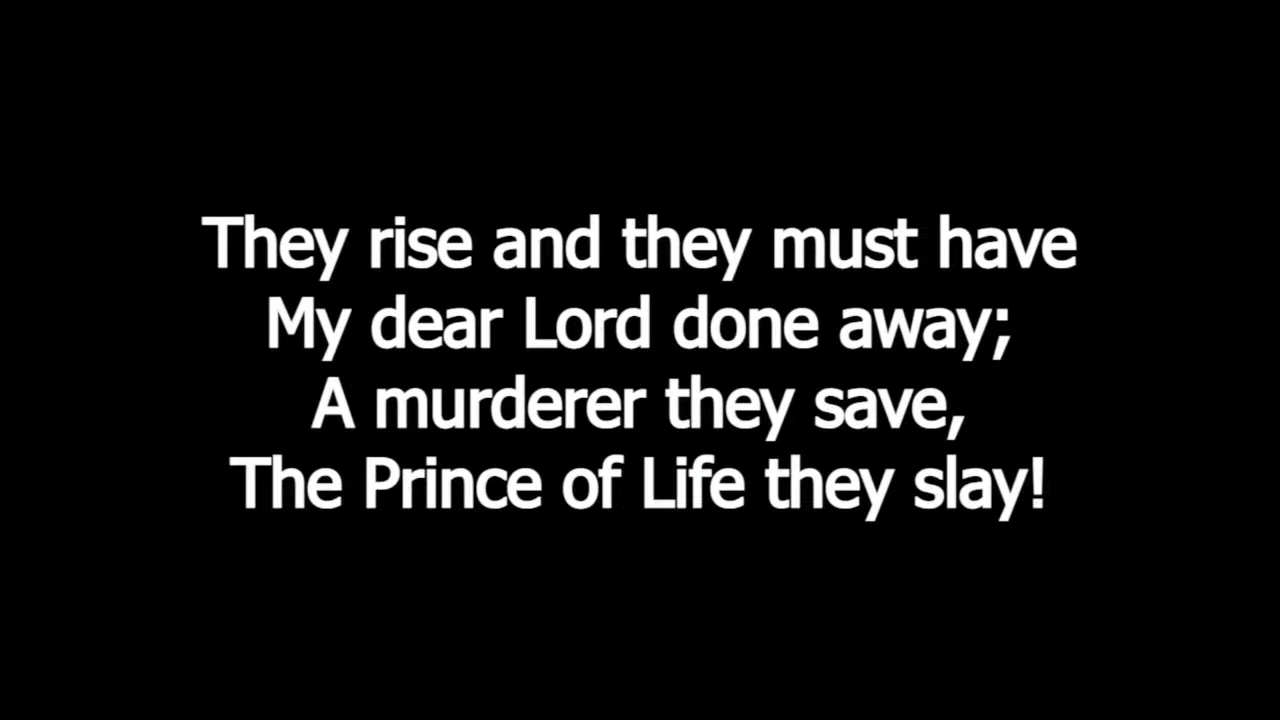 They rise and they must have
My dear Lord done away;
A murderer they save,
The Prince of Life they slay!